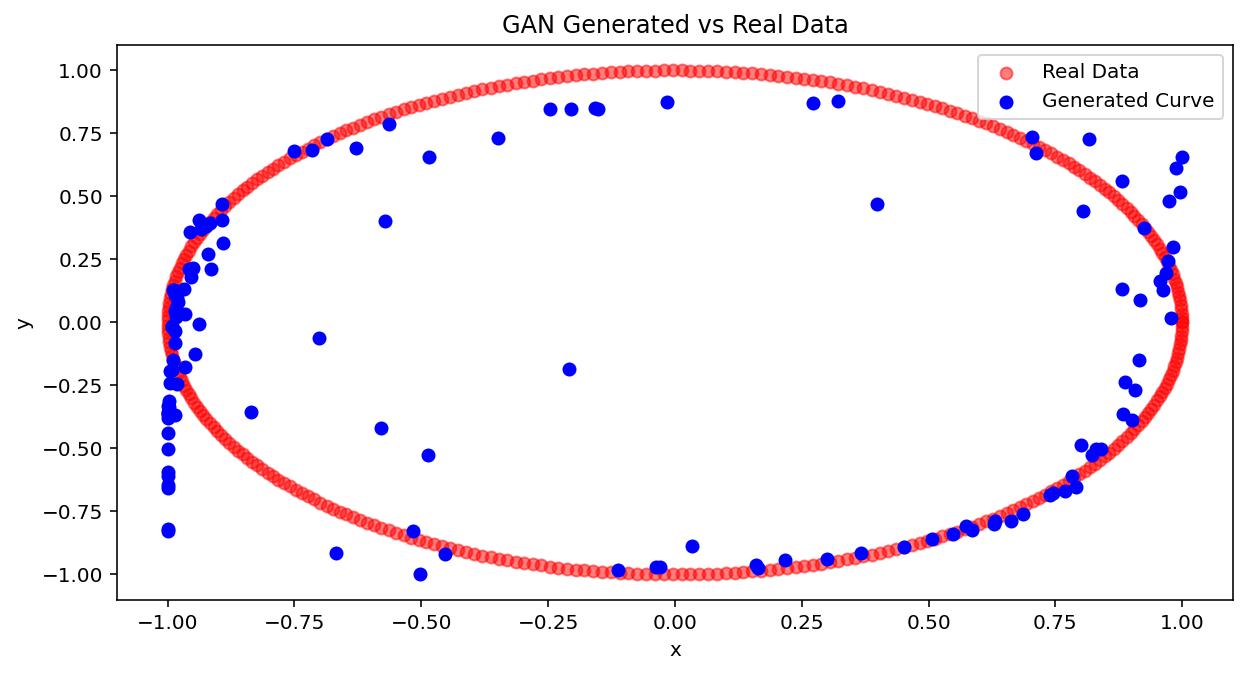 GAN Generated vs Real Data
Real Data
Generated Curve
1.00
0.75
0.50
0.25
0.00
−0.25
−0.50
−0.75
−1.00
y
−1.00 −0.75 −0.50 −0.25 0.00 0.25 0.50 0.75 1.00
x